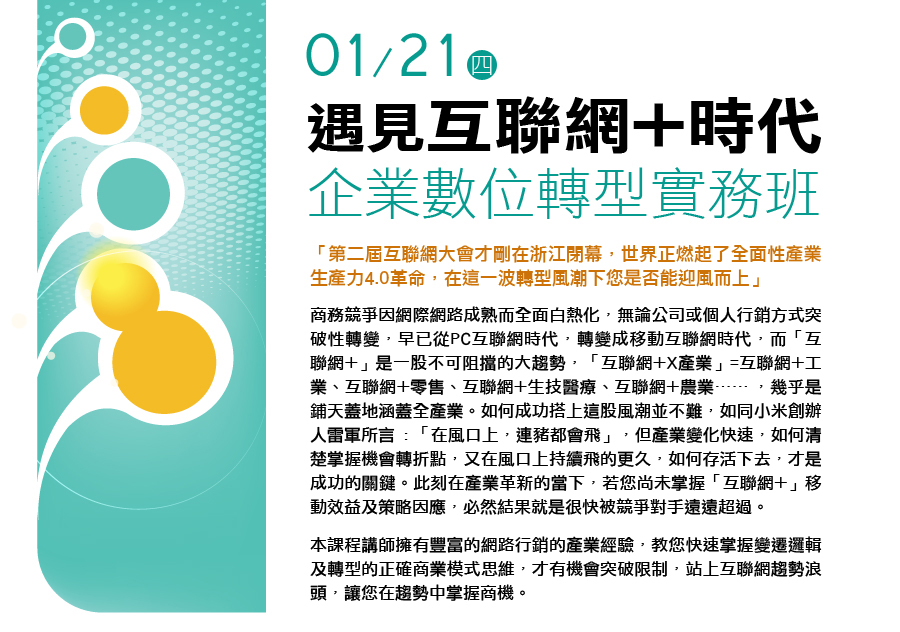 01/21 四
遇見互聯網+時代
企業數位轉型實務班
「第二屆互聯網大會才剛在浙江閉幕，世界正燃起了全面性產業
生產力4.0革命，在這一波轉型風潮下您是否能迎風而上」
商務競爭因網際網路成熟而全面白熱化，無論公司或個人行銷方式突
破性轉變，早已從PC互聯網時代，轉變成移動互聯網時代，而「互
聯網+」是一股不可阻擋的大趨勢，「互聯網+X產業」=互聯網+工
業、互聯網+零售、互聯網+生技醫療、互聯網+農業⋯⋯，幾乎是
鋪天蓋地涵蓋全產業。如何成功搭上這股風潮並不難，如同小米創辦
人雷軍所言：「在風口上，連豬都會飛」，但產業變化快速，如何清
楚掌握機會轉折點，又在風口上持續飛的更久，如何存活下去，才是
成功的關鍵。此刻在產業革新的當下，若您尚未掌握「互聯網+」移
動效益及策略因應，必然結果就是很快被競爭對手遠遠超過。
本課程講師擁有豐富的網路行銷的產業經驗，教您快速掌握變遷邏輯
及轉型的正確商業模式思維，才有機會突破限制，站上互聯網趨勢浪
頭，讓您在趨勢中掌握商機。